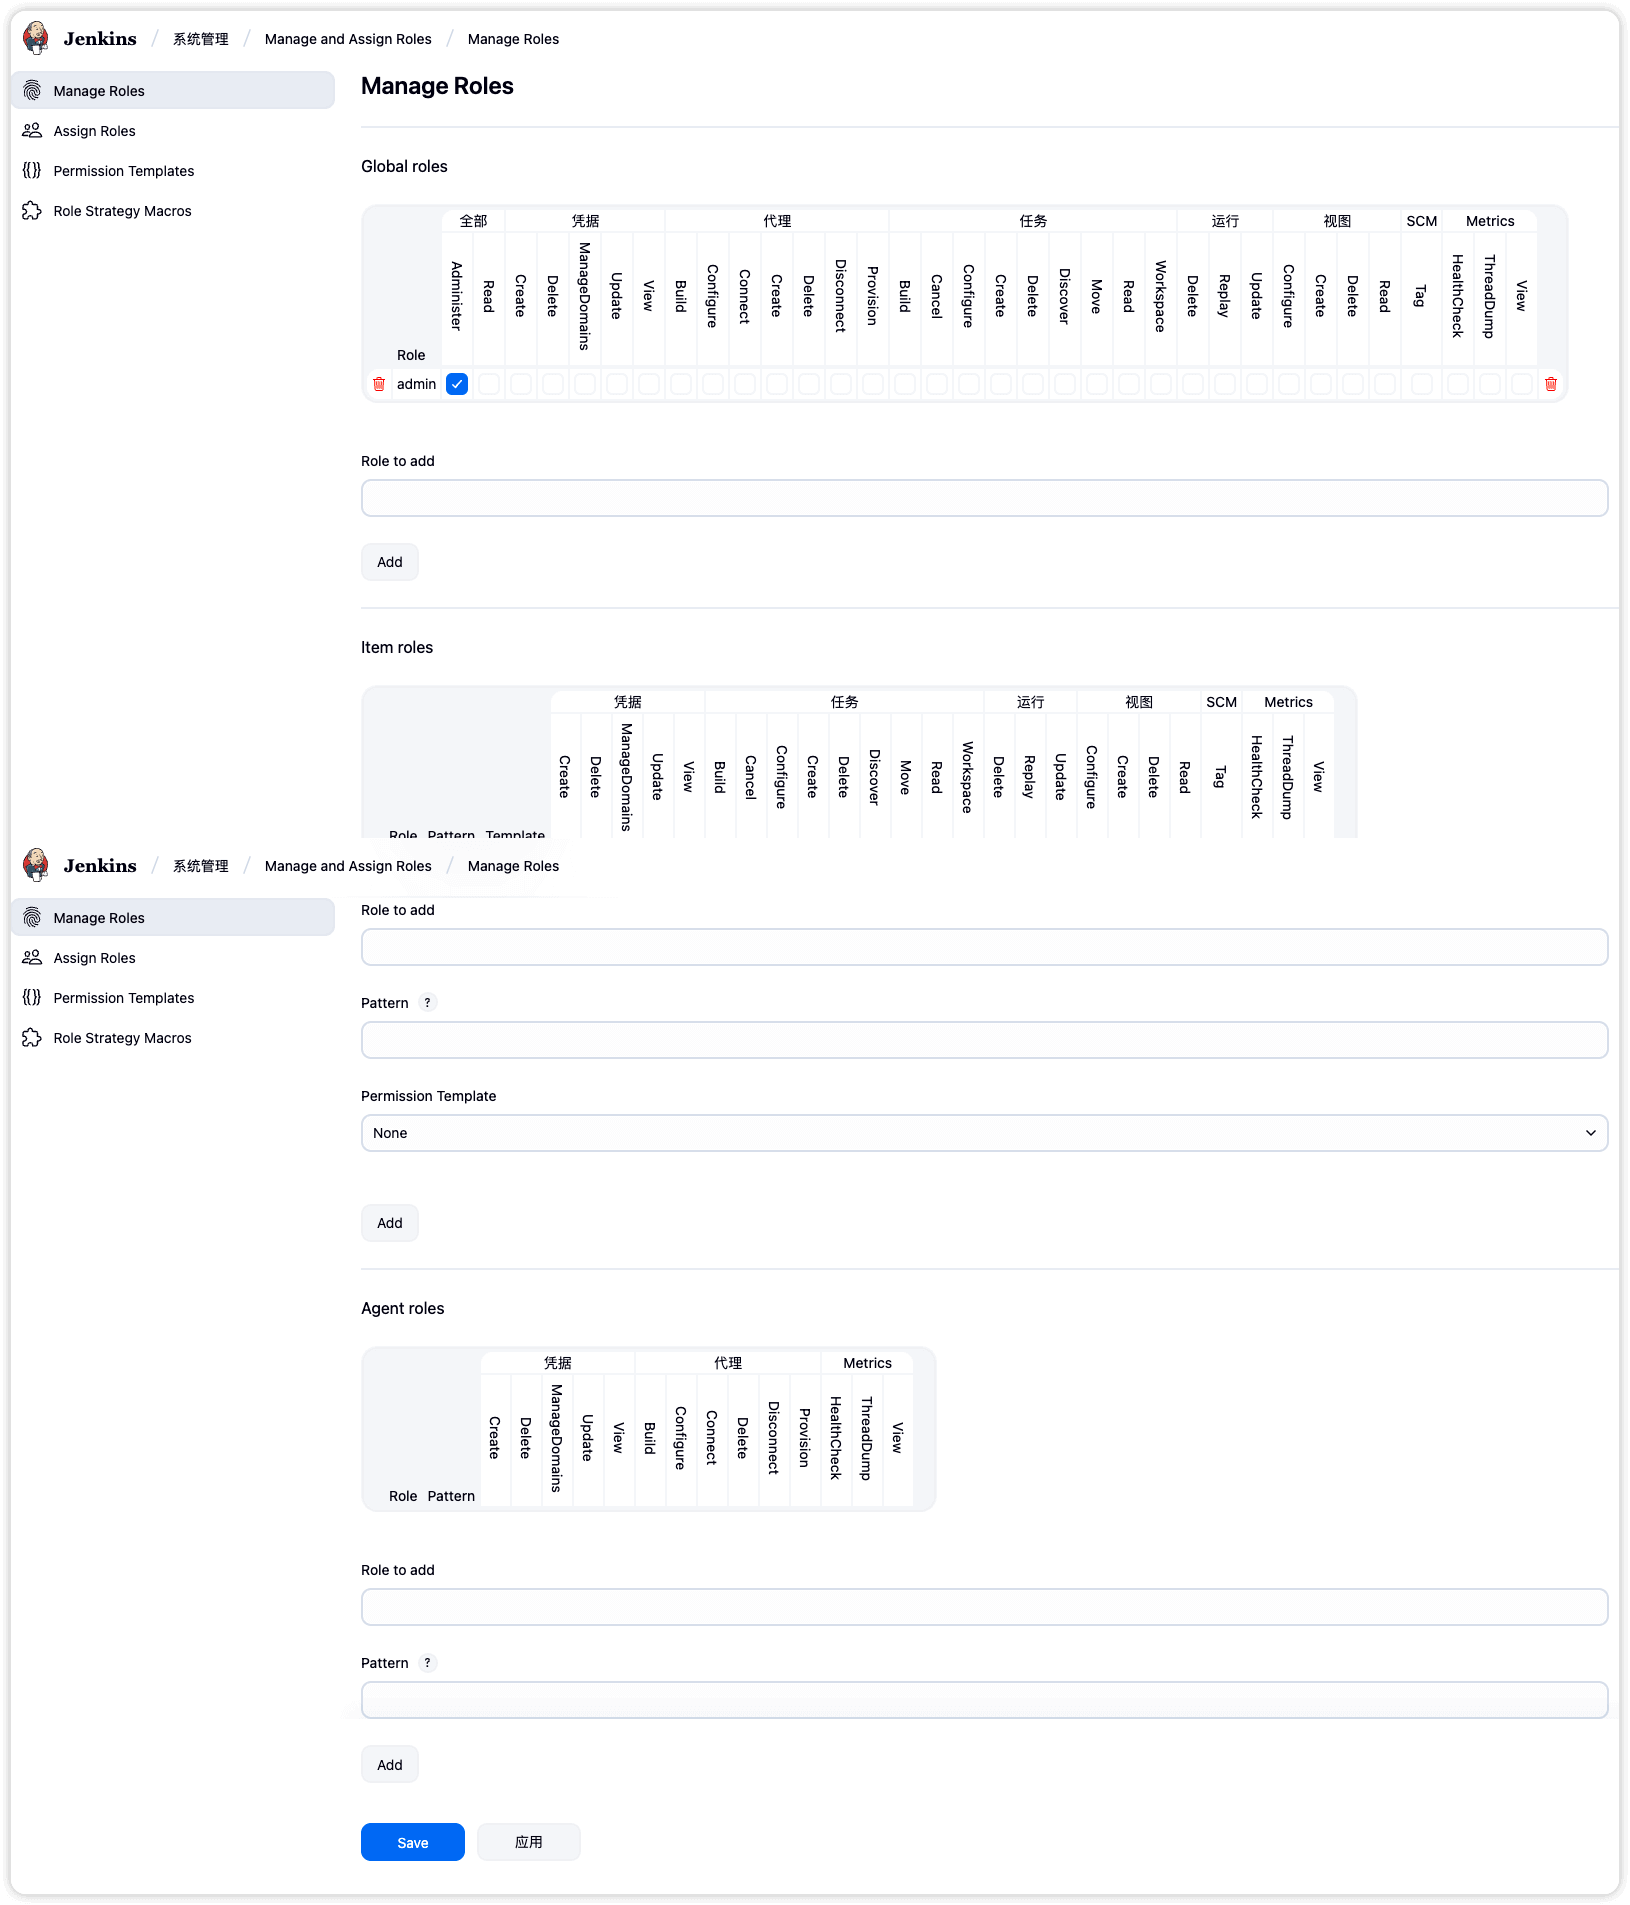 Jenkins / 系统管理 / Manage and Assign Roles / Manage Roles
Manage Roles
Assign Roles
Permission Templates
Role Strategy Macros
Manage Roles
Global roles
全部 凭据 代理 任务 运行 视图 SCM Metrics
Role Administer Read Create Delete ManageDomains Update View Build Configure Connect Create Delete Disconnect Provision Build Cancel Configure Create Delete Discover Move Read Workspace Delete Replay Update Configure Create Delete Read Tag HealthCheck ThreadDump View
admin
Role to add
Add
Item roles
凭据 任务 运行 视图 SCM Metrics
Role Pattern Template Create Delete ManageDomains Update View Build Cancel Configure Create Delete Discover Move Read Workspace Delete Replay Update Configure Create Delete Read Tag HealthCheck ThreadDump View
Jenkins / 系统管理 / Manage and Assign Roles / Manage Roles
Manage Roles
Assign Roles
Permission Templates
Role Strategy Macros
Role to add
Pattern ?
Permission Template
None
Add
Agent roles
凭据 代理 Metrics
Role Pattern Create Delete ManageDomains Update View Build Configure Connect Delete Disconnect Provision HealthCheck ThreadDump View
Role to add
Pattern ?
Add
Save 应用